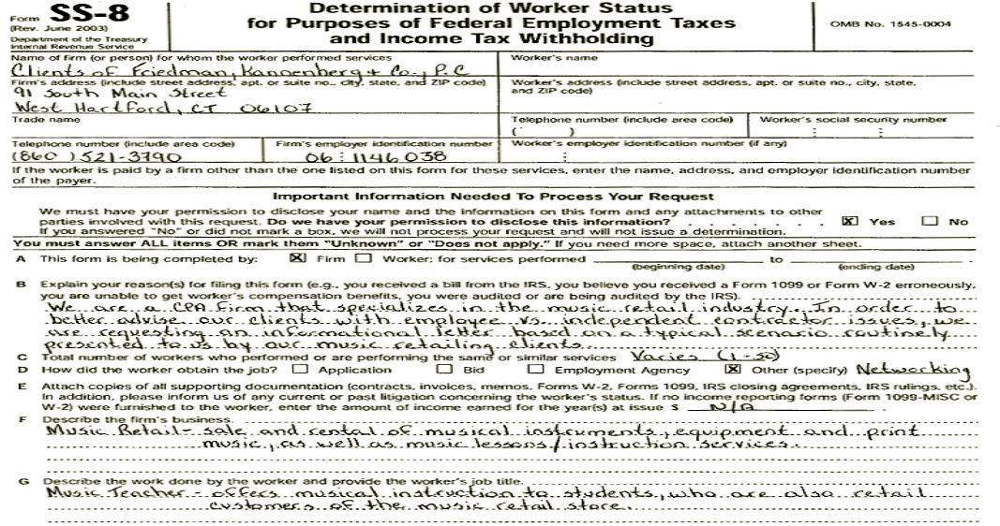 Form SS-8
(Rev. June 2003)
Department of the Treasury
Internal Revenue Service
Determination of Worker Status
for Purposes of Federal Employment Taxes
and Income Tax Withholding
OMB No. 1545-0004
Name of firm (or person) for whom the worker performed services
Clients of Friedman, Kannenberg + Co., P.C
Worker's name
Firm's address (include street address, apt. or suite no., city, state, and ZIP code)
91 South Main Street
West Hartford, CT 06107
Worker's address (include street address, apt. or suite no., city, state,
and ZIP code)
Trade name
Telephone number (include area code)
( )
Worker's social security number
Telephone number (include area code)
(860 ) 521-3790
Firm's employer identification number
06 : 1146038
Worker's employer identification number (if any)
If the worker is paid by a firm other than the one listed on this form for these services, enter the name, address, and employer identification number
of the payer.
Important Information Needed To Process Your Request
We must have your permission to disclose your name and the information on this form and any attachments to other
parties involved with this request. Do we have your permission to disclose this information? . . . . . . . X Yes No
If you answered "No" or did not mark a box, we will not process your request and will not issue a determination.
You must answer ALL items OR mark them "Unknown" or "Does not apply." If you need more space, attach another sheet.
A This form is being completed by: X Firm Worker; for services performed to
(beginning date) (ending date)
B Explain your reason(s) for filing this form (e.g., you received a bill from the IRS, you believe you received a Form 1099 or Form W-2 erroneously,
you are unable to get worker's compensation benefits, you were audited or are being audited by the IRS).
We are a CPA firm that specializes in the music retail industry. In order to
better advise our clients with employee vs. independent contractor issues, we
are requesting an informational letter based on a typical scenario routinely
presented to us by our music retailing clients.
C Total number of workers who performed or are performing the same or similar services Varies (1-50)
D How did the worker obtain the job? Application Bid Employment Agency X Other (specify) Networking
E Attach copies of all supporting documentation (contracts, invoices, memos, Forms W-2, Forms 1099, IRS closing agreements, IRS rulings, etc.).
In addition, please inform us of any current or past litigation concerning the worker's status. If no income reporting forms (Form 1099-MISC or
W-2) were furnished to the worker, enter the amount of income earned for the year(s) at issue $ N/A .
F Describe the firm's business
Music Retail - sale and rental of musical instruments, equipment and print
music, as well as music lessons/instruction services.
G Describe the work done by the worker and provide the worker's job title.
Music Teacher - offers musical instruction to students, who are also retail
customers of the music retail store.